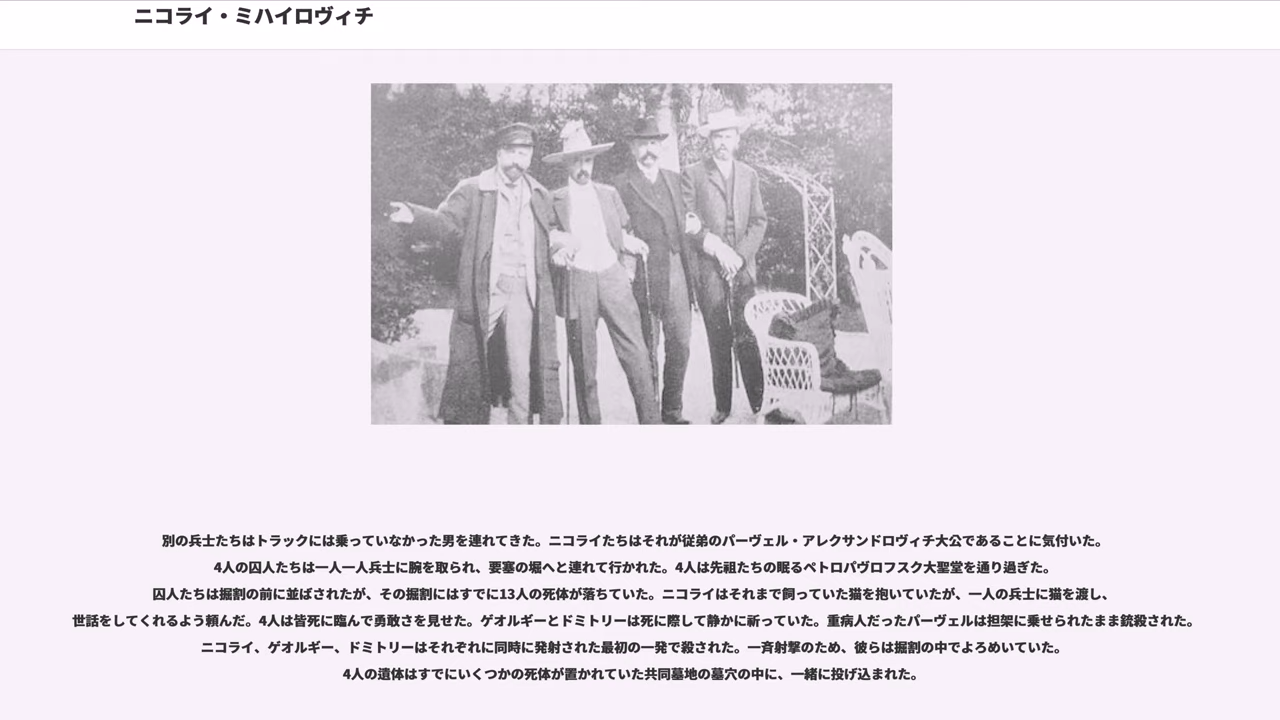 ニコライ・ミハイロヴィチ
別の兵士たちはトラックには乗っていなかった男を連れてきた。ニコライたちはそれが従弟のパーヴェル・アレクサンドロヴィチ大公であることに気付いた。
4人の囚人たちは一人一人兵士に腕を取られ、要塞の堀へと連れて行かれた。4人は先祖たちの眠るペトロパヴロフスク大聖堂を通り過ぎた。
囚人たちは掘割の前に並ばされたが、その掘割にはすでに13人の死体が落ちていた。ニコライはそれまで飼っていた猫を抱いていたが、一人の兵士に猫を渡し、
世話をしてくれるよう頼んだ。4人は皆死に臨んで勇敢さを見せた。ゲオルギーとドミトリーは死に際して静かに祈っていた。重病人だったパーヴェルは担架に乗せられたまま銃殺された。
ニコライ、ゲオルギー、ドミトリーはそれぞれに同時に発射された最初の一発で殺された。一斉射撃のため、彼らは掘割の中でよろめいていた。
4人の遺体はすでにいくつかの死体が置かれていた共同墓地の墓穴の中に、一緒に投げ込まれた。